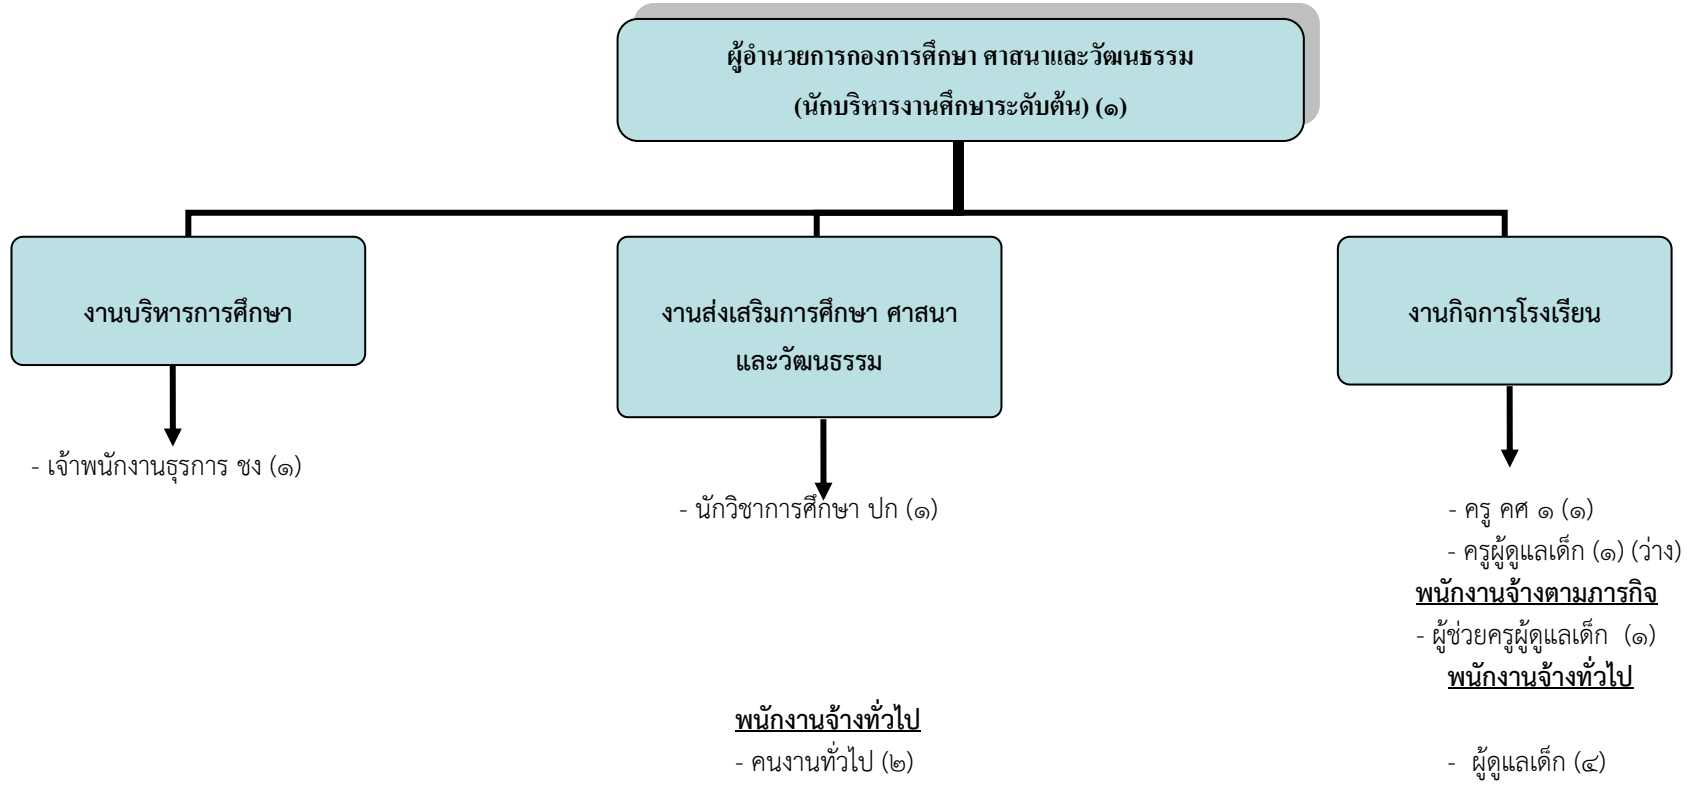 ผู้อำนวยการกองการศึกษา ศาสนาและวัฒนธรรม
(นักบริหารงานศึกษาระดับต้น) (๑)
งานบริหารการศึกษา
- เจ้าพนักงานธุรการ ชง (๑)
งานส่งเสริมการศึกษา ศาสนา
และวัฒนธรรม
- นักวิชาการศึกษา ปก (๑)
พนักงานจ้างทั่วไป
- คนงานทั่วไป (๒)
งานกิจการโรงเรียน
- ครู คศ ๑ (๑)
- ครูผู้ดูแลเด็ก (๑) (ว่าง)
พนักงานจ้างตามภารกิจ
- ผู้ช่วยครูผู้ดูแลเด็ก (๑)
พนักงานจ้างทั่วไป
- ผู้ดูแลเด็ก (๔)